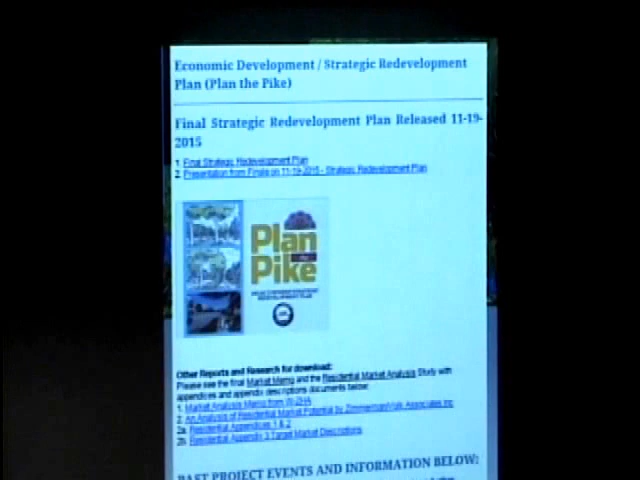 Economic Development / Strategic Redevelopment
Plan (Plan the Pike)
Final Strategic Redevelopment Plan Released 11-19-
2015
1. Final Strategic Redevelopment Plan
2. Presentation from Finale on 11-19-2015 - Strategic Redevelopment Plan
Plan
Pike
Other Reports and Research for download:
Please see the final Market Memo and the Residential Market Analysis Study with
appendices and appendix descriptions documents below:
1. Market Analysis Memo from W-ZHA
2. An Analysis of Residential Market Potential by Zimmerman/Volk Associates Inc
2a. Residential Appendices 1 & 2
2b. Residential Appendix 3 Target Market Descriptions
PAST PROJECT EVENTS AND INFORMATION BELOW: